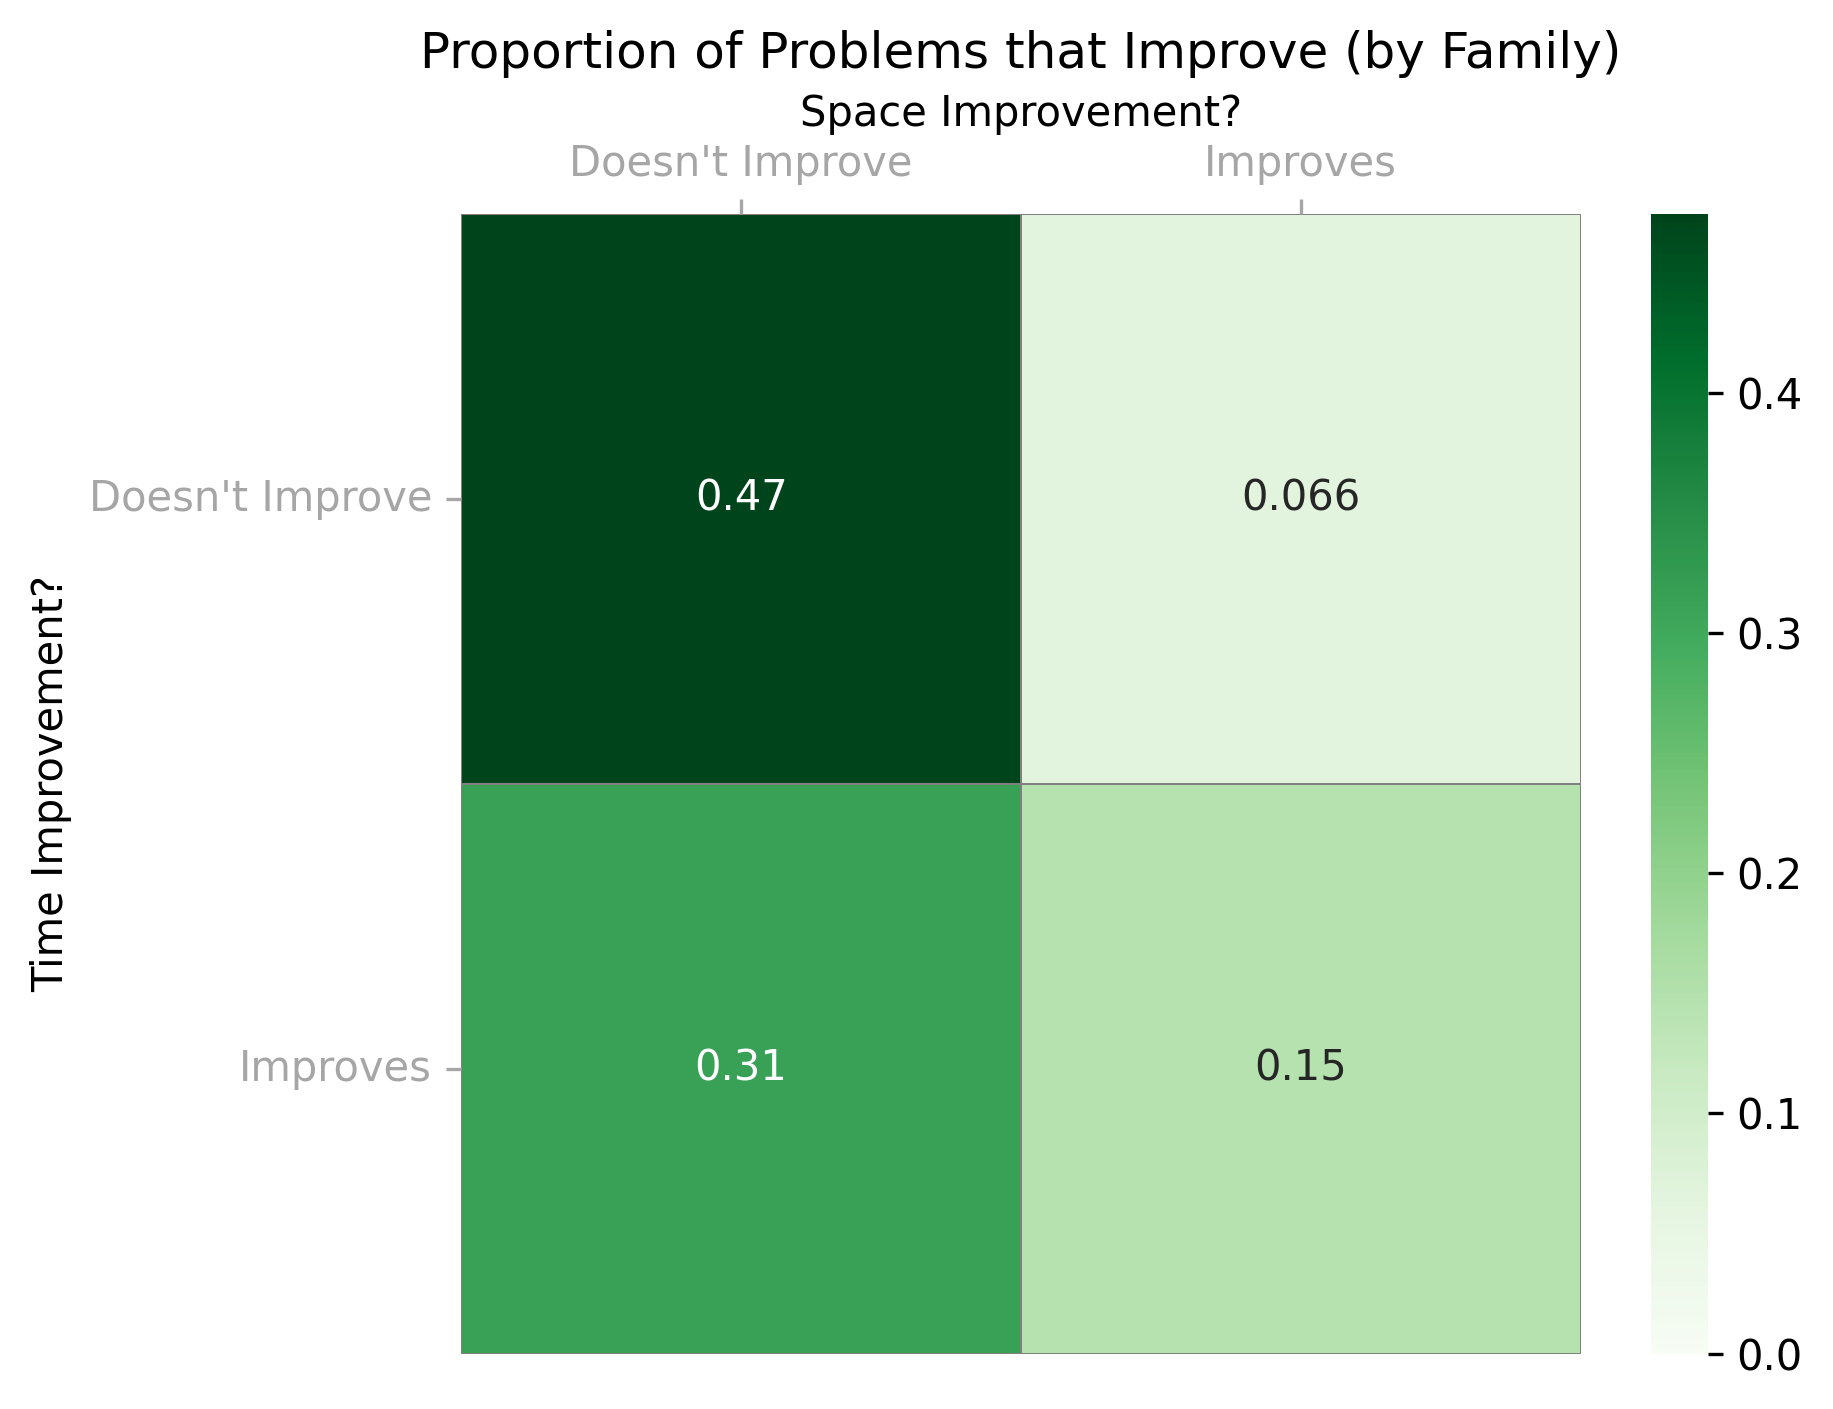 Proportion of Problems that Improve (by Family)
Space Improvement?
Doesn't Improve Improves
Time Improvement?
Doesn't Improve
0.47 0.066
Improves
0.31 0.15
0.4
0.3
0.2
0.1
0.0